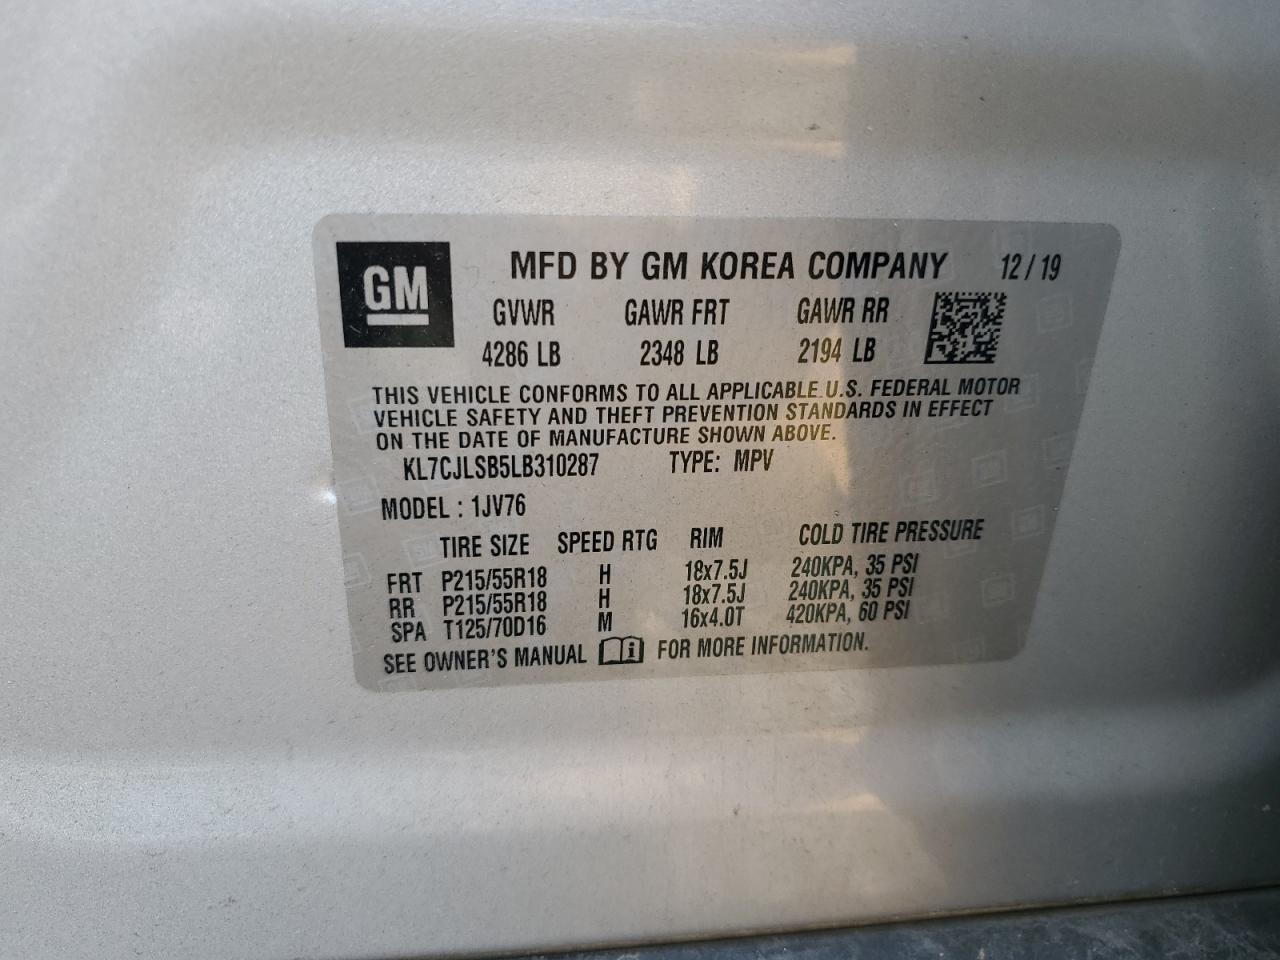 GM
MFD BY GM KOREA COMPANY 12/19
GVWR GAWR FRT GAWR RR
4286 LB 2348 LB 2194 LB
THIS VEHICLE CONFORMS TO ALL APPLICABLE U.S. FEDERAL MOTOR
VEHICLE SAFETY AND THEFT PREVENTION STANDARDS IN EFFECT
ON THE DATE OF MANUFACTURE SHOWN ABOVE.
KL7CJLSB5LB310287 TYPE: MPV
MODEL : 1JV76
TIRE SIZE SPEED RTG RIM COLD TIRE PRESSURE
FRT P215/55R18 H 18x7.5J 240KPA, 35 PSI
RR P215/55R18 H 18x7.5J 240KPA, 35 PSI
SPA T125/70D16 M 16x4.0T 420KPA, 60 PSI
SEE OWNER'S MANUAL FOR MORE INFORMATION.